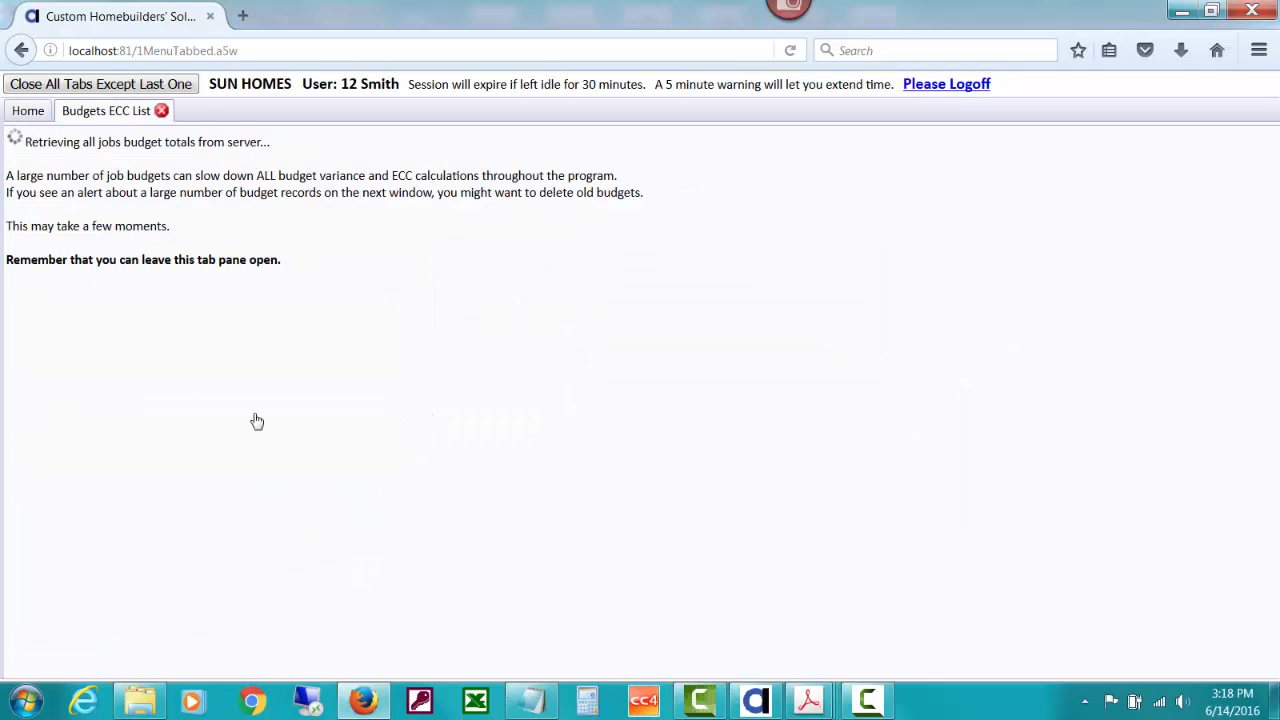 Custom Homebuilders' Sol...
localhost:81/1MenuTabbed.a5w
Search
Close All Tabs Except Last One SUN HOMES User: 12 Smith Session will expire if left idle for 30 minutes. A 5 minute warning will let you extend time. Please Logoff
Home Budgets ECC List
Retrieving all jobs budget totals from server...
A large number of job budgets can slow down ALL budget variance and ECC calculations throughout the program.
If you see an alert about a large number of budget records on the next window, you might want to delete old budgets.
This may take a few moments.
Remember that you can leave this tab pane open.
CC4
3:18 PM
6/14/2016